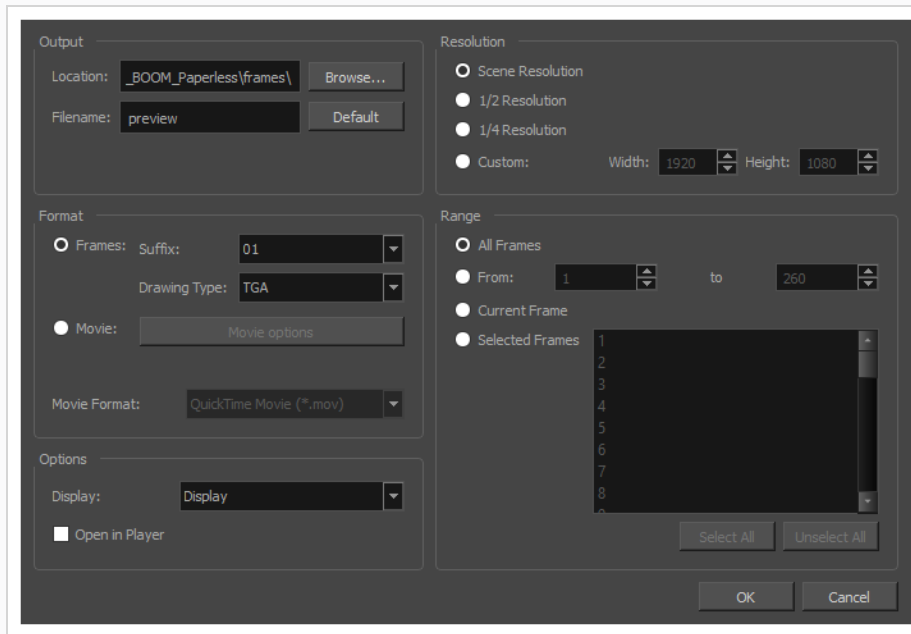 Output
Location: _BOOM_Paperless\frames\ Browse...
Filename: preview Default
Resolution
Scene Resolution
1/2 Resolution
1/4 Resolution
Custom: Width: 1920 Height: 1080
Format
Frames: Suffix: 01
Drawing Type: TGA
Movie: Movie options
Movie Format: QuickTime Movie (*.mov)
Range
All Frames
From: 1 to 260
Current Frame
Selected Frames 1
2
3
4
5
6
7
8
Select All Unselect All
Options
Display: Display
Open in Player
OK Cancel